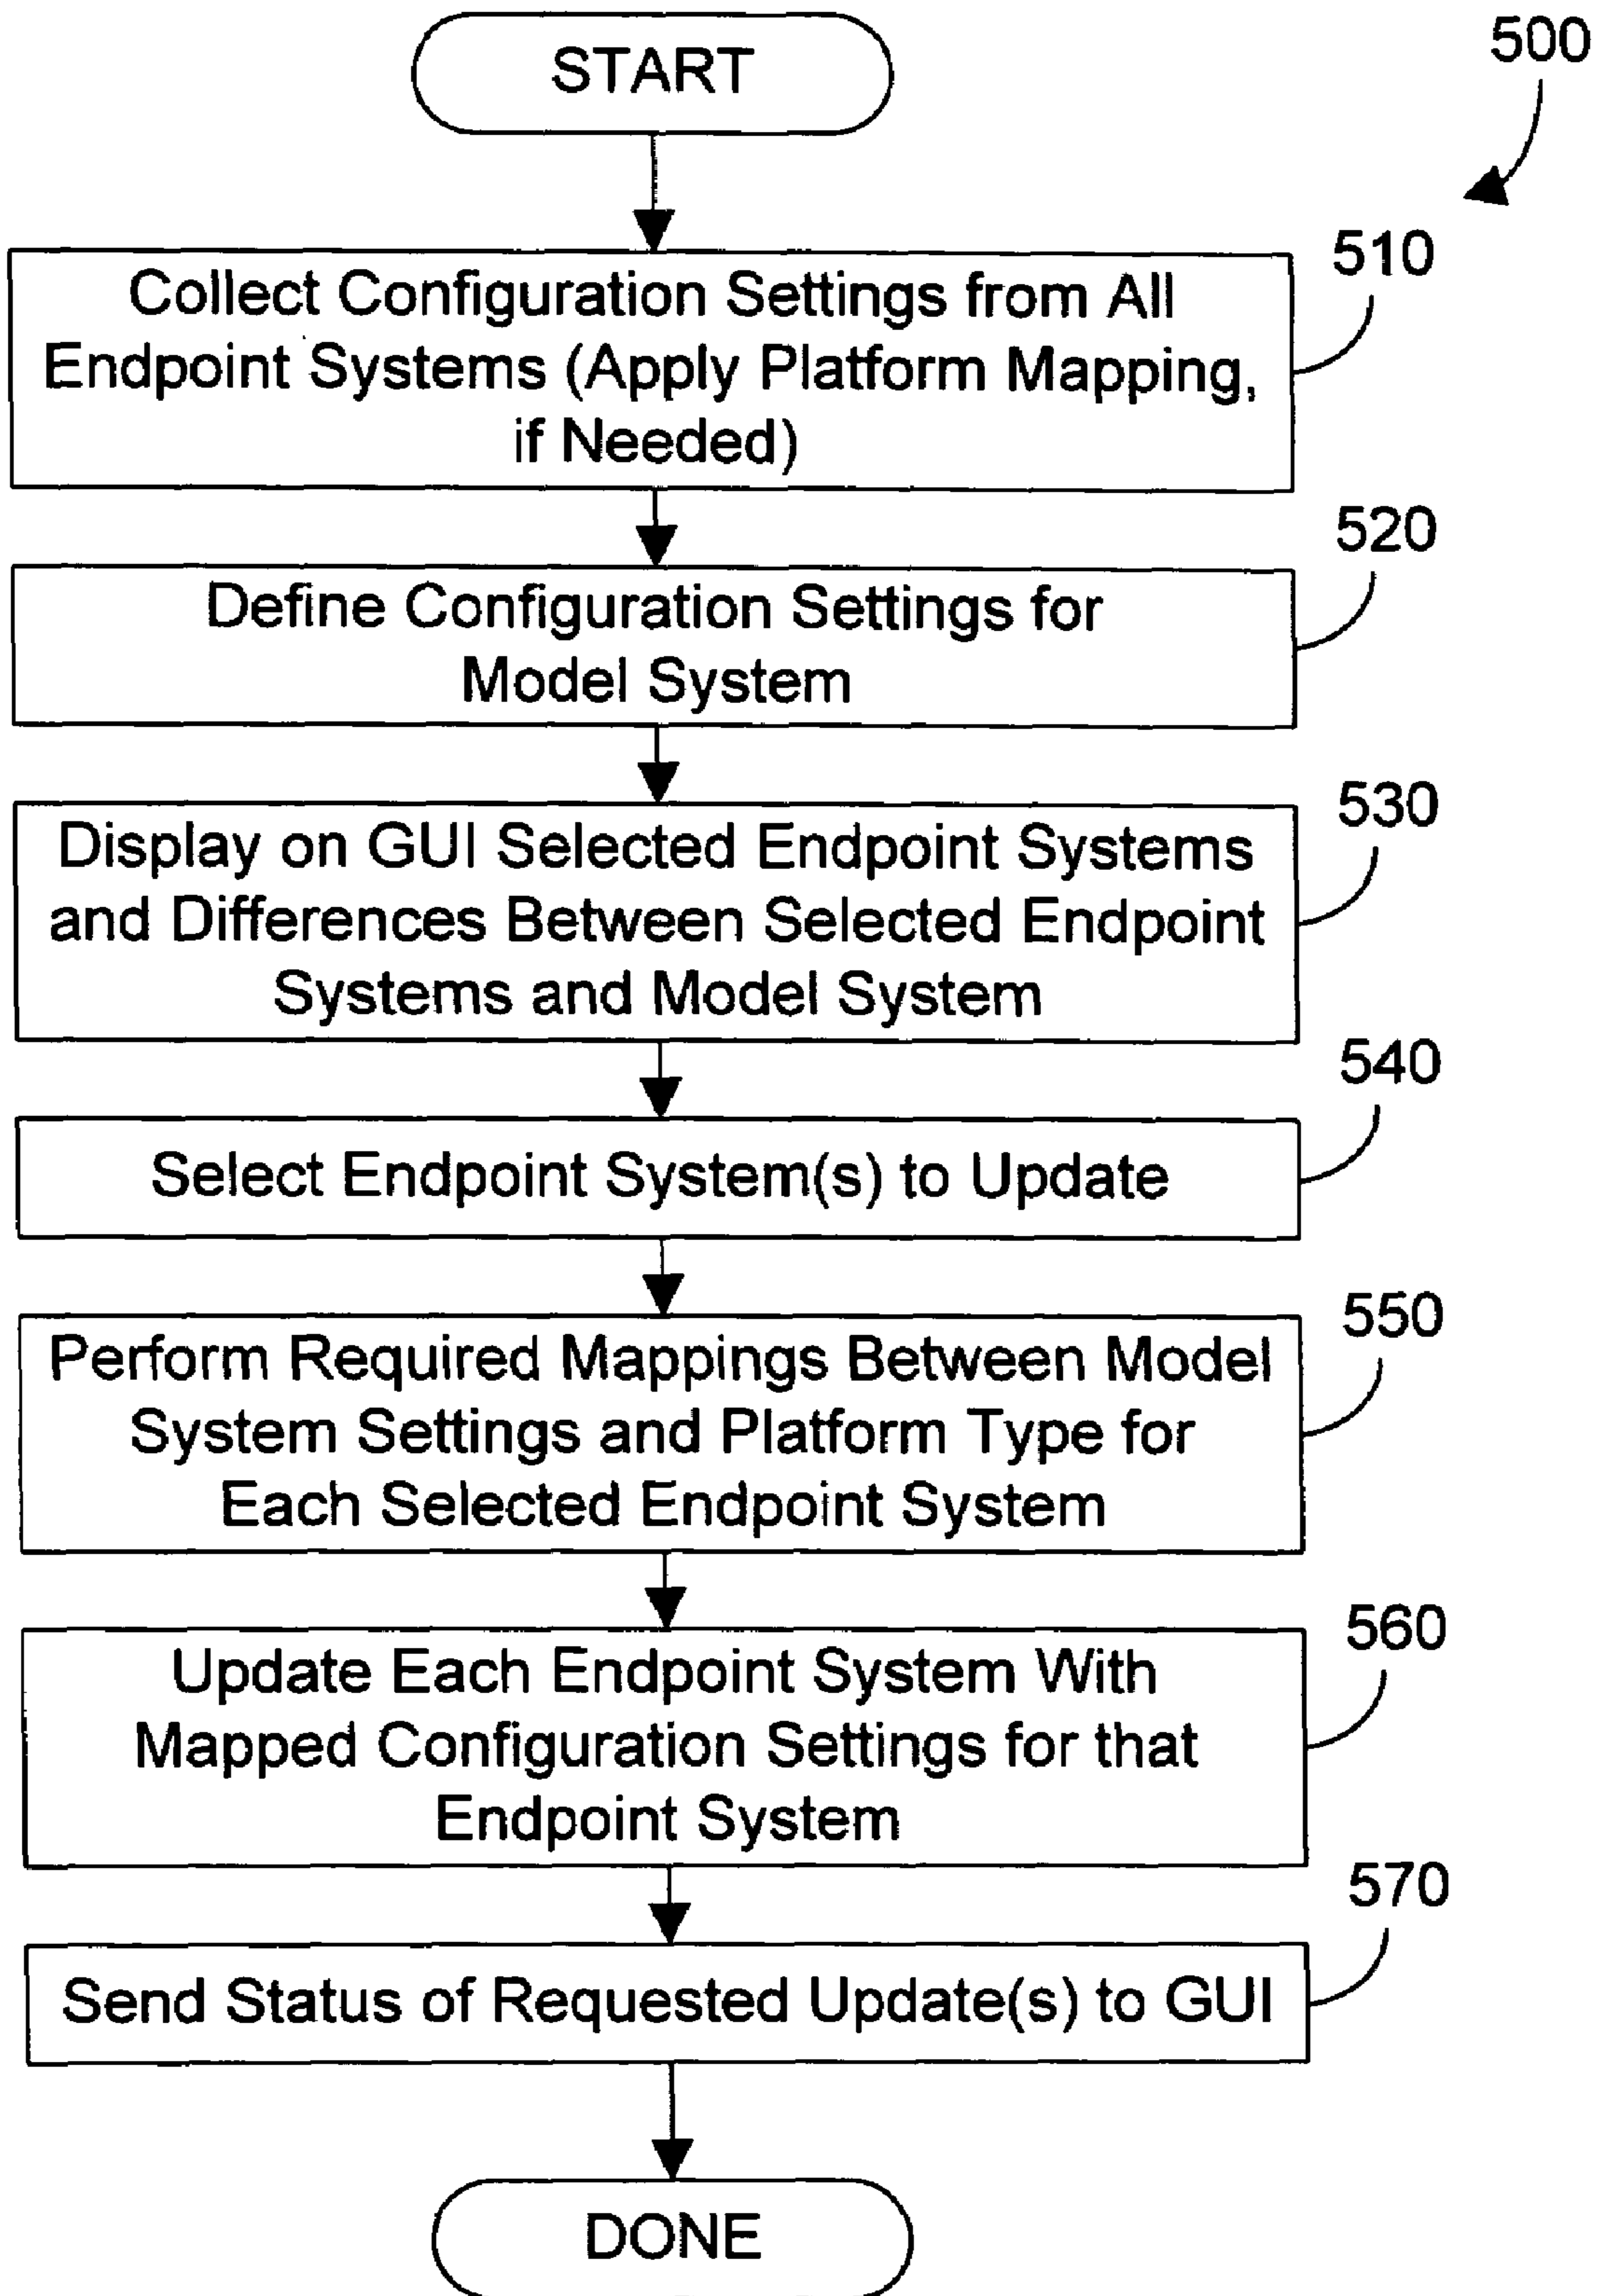 START
500
510
Collect Configuration Settings from All
Endpoint Systems (Apply Platform Mapping,
if Needed)
520
Define Configuration Settings for
Model System
530
Display on GUI Selected Endpoint Systems
and Differences Between Selected Endpoint
Systems and Model System
540
Select Endpoint System(s) to Update
550
Perform Required Mappings Between Model
System Settings and Platform Type for
Each Selected Endpoint System
560
Update Each Endpoint System With
Mapped Configuration Settings for that
Endpoint System
570
Send Status of Requested Update(s) to GUI
DONE